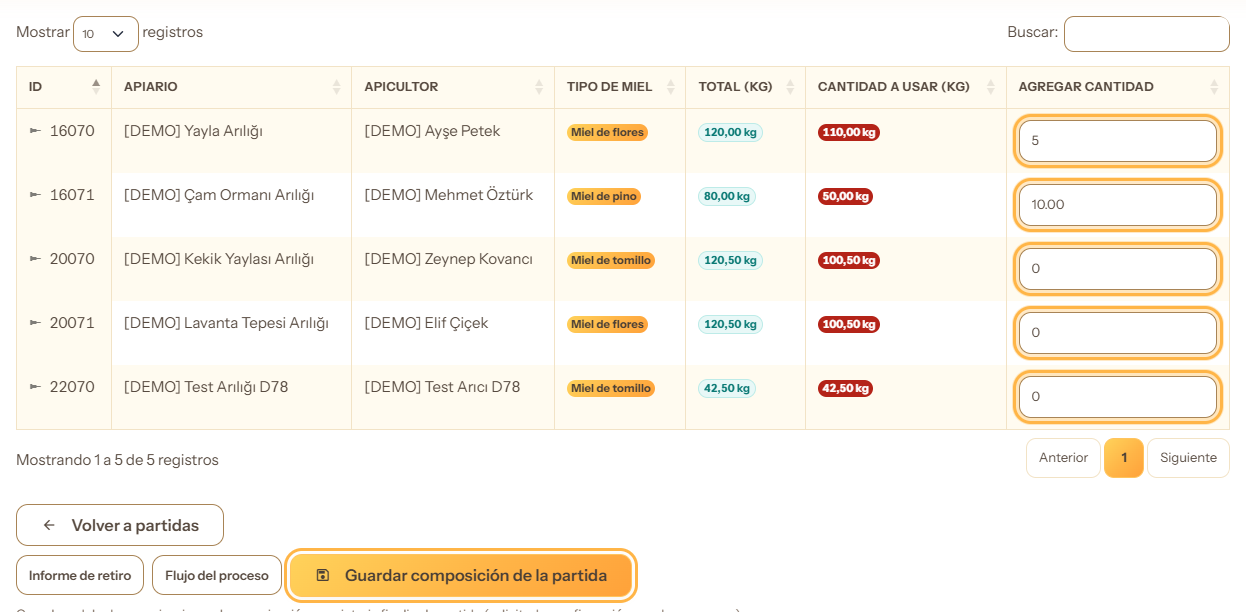 Mostrar 10 registros Buscar:
ID APIARIO APICULTOR TIPO DE MIEL TOTAL (KG) CANTIDAD A USAR (KG) AGREGAR CANTIDAD
16070 [DEMO] Yayla Arılığı [DEMO] Ayşe Petek Miel de flores 120,00 kg 110,00 kg 5
16071 [DEMO] Çam Ormanı Arılığı [DEMO] Mehmet Öztürk Miel de pino 80,00 kg 50,00 kg 10.00
20070 [DEMO] Kekik Yaylası Arılığı [DEMO] Zeynep Kovancı Miel de tomillo 120,50 kg 100,50 kg 0
20071 [DEMO] Lavanta Tepesi Arılığı [DEMO] Elif Çiçek Miel de flores 120,50 kg 100,50 kg 0
22070 [DEMO] Test Arılığı D78 [DEMO] Test Arıcı D78 Miel de tomillo 42,50 kg 42,50 kg 0
Mostrando 1 a 5 de 5 registros Anterior 1 Siguiente
Volver a partidas
Informe de retiro Flujo del proceso Guardar composición de la partida